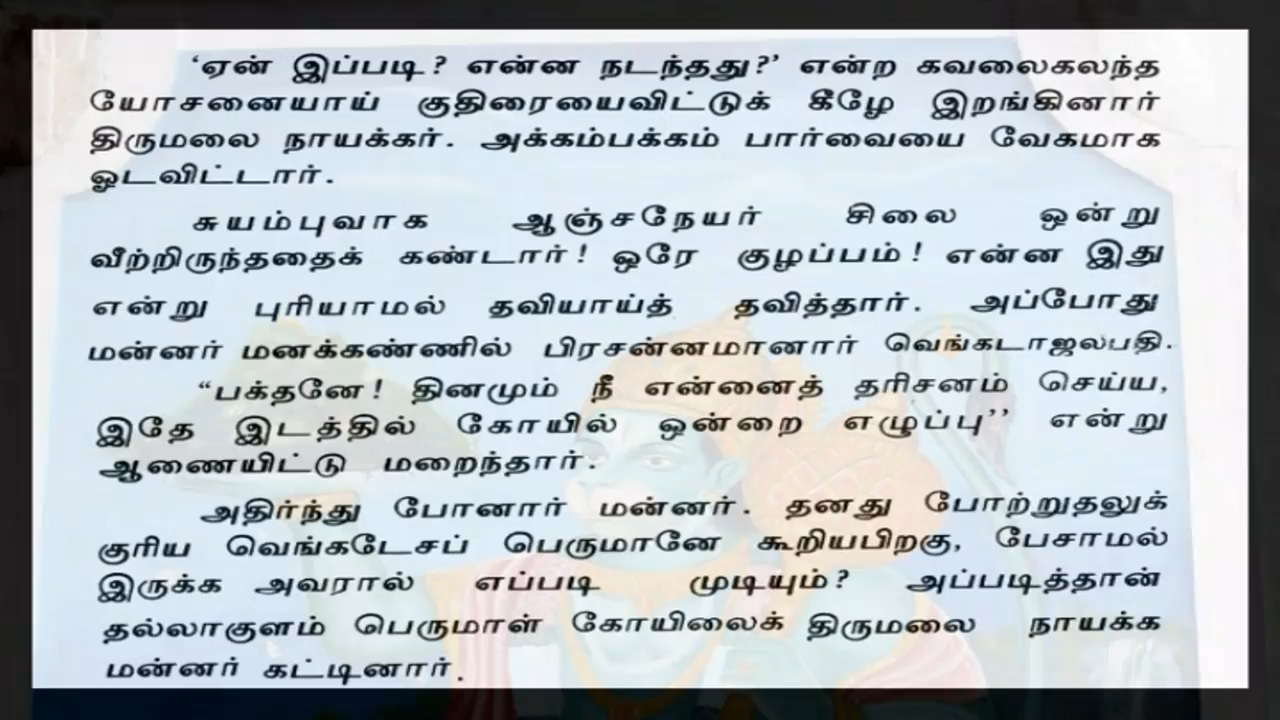 ‘ஏன் இப்படி? என்ன நடந்தது?’ என்ற கவலைகலந்த
யோசனையாய் குதிரையைவிட்டுக் கீழே இறங்கினார்
திருமலை நாயக்கர். அக்கம்பக்கம் பார்வையை வேகமாக
ஓடவிட்டார்.
சுயம்புவாக ஆஞ்சநேயர் சிலை ஒன்று
வீற்றிருந்ததைக் கண்டார்! ஒரே குழப்பம்! என்ன இது
என்று புரியாமல் தவியாய்த் தவித்தார். அப்போது
மன்னர் மனக்கண்ணில் பிரசன்னமானார் வெங்கடாஜலபதி.
“பக்தனே! தினமும் நீ என்னைத் தரிசனம் செய்ய,
இதே இடத்தில் கோயில் ஒன்றை எழுப்பு’’ என்று
ஆணையிட்டு மறைந்தார்.
அதிர்ந்து போனார் மன்னர். தனது போற்றுதலுக்
குரிய வெங்கடேசப் பெருமானே கூறியபிறகு, பேசாமல்
இருக்க அவரால் எப்படி முடியும்? அப்படித்தான்
தல்லாகுளம் பெருமாள் கோயிலைக் திருமலை நாயக்க
மன்னர் கட்டினார்.